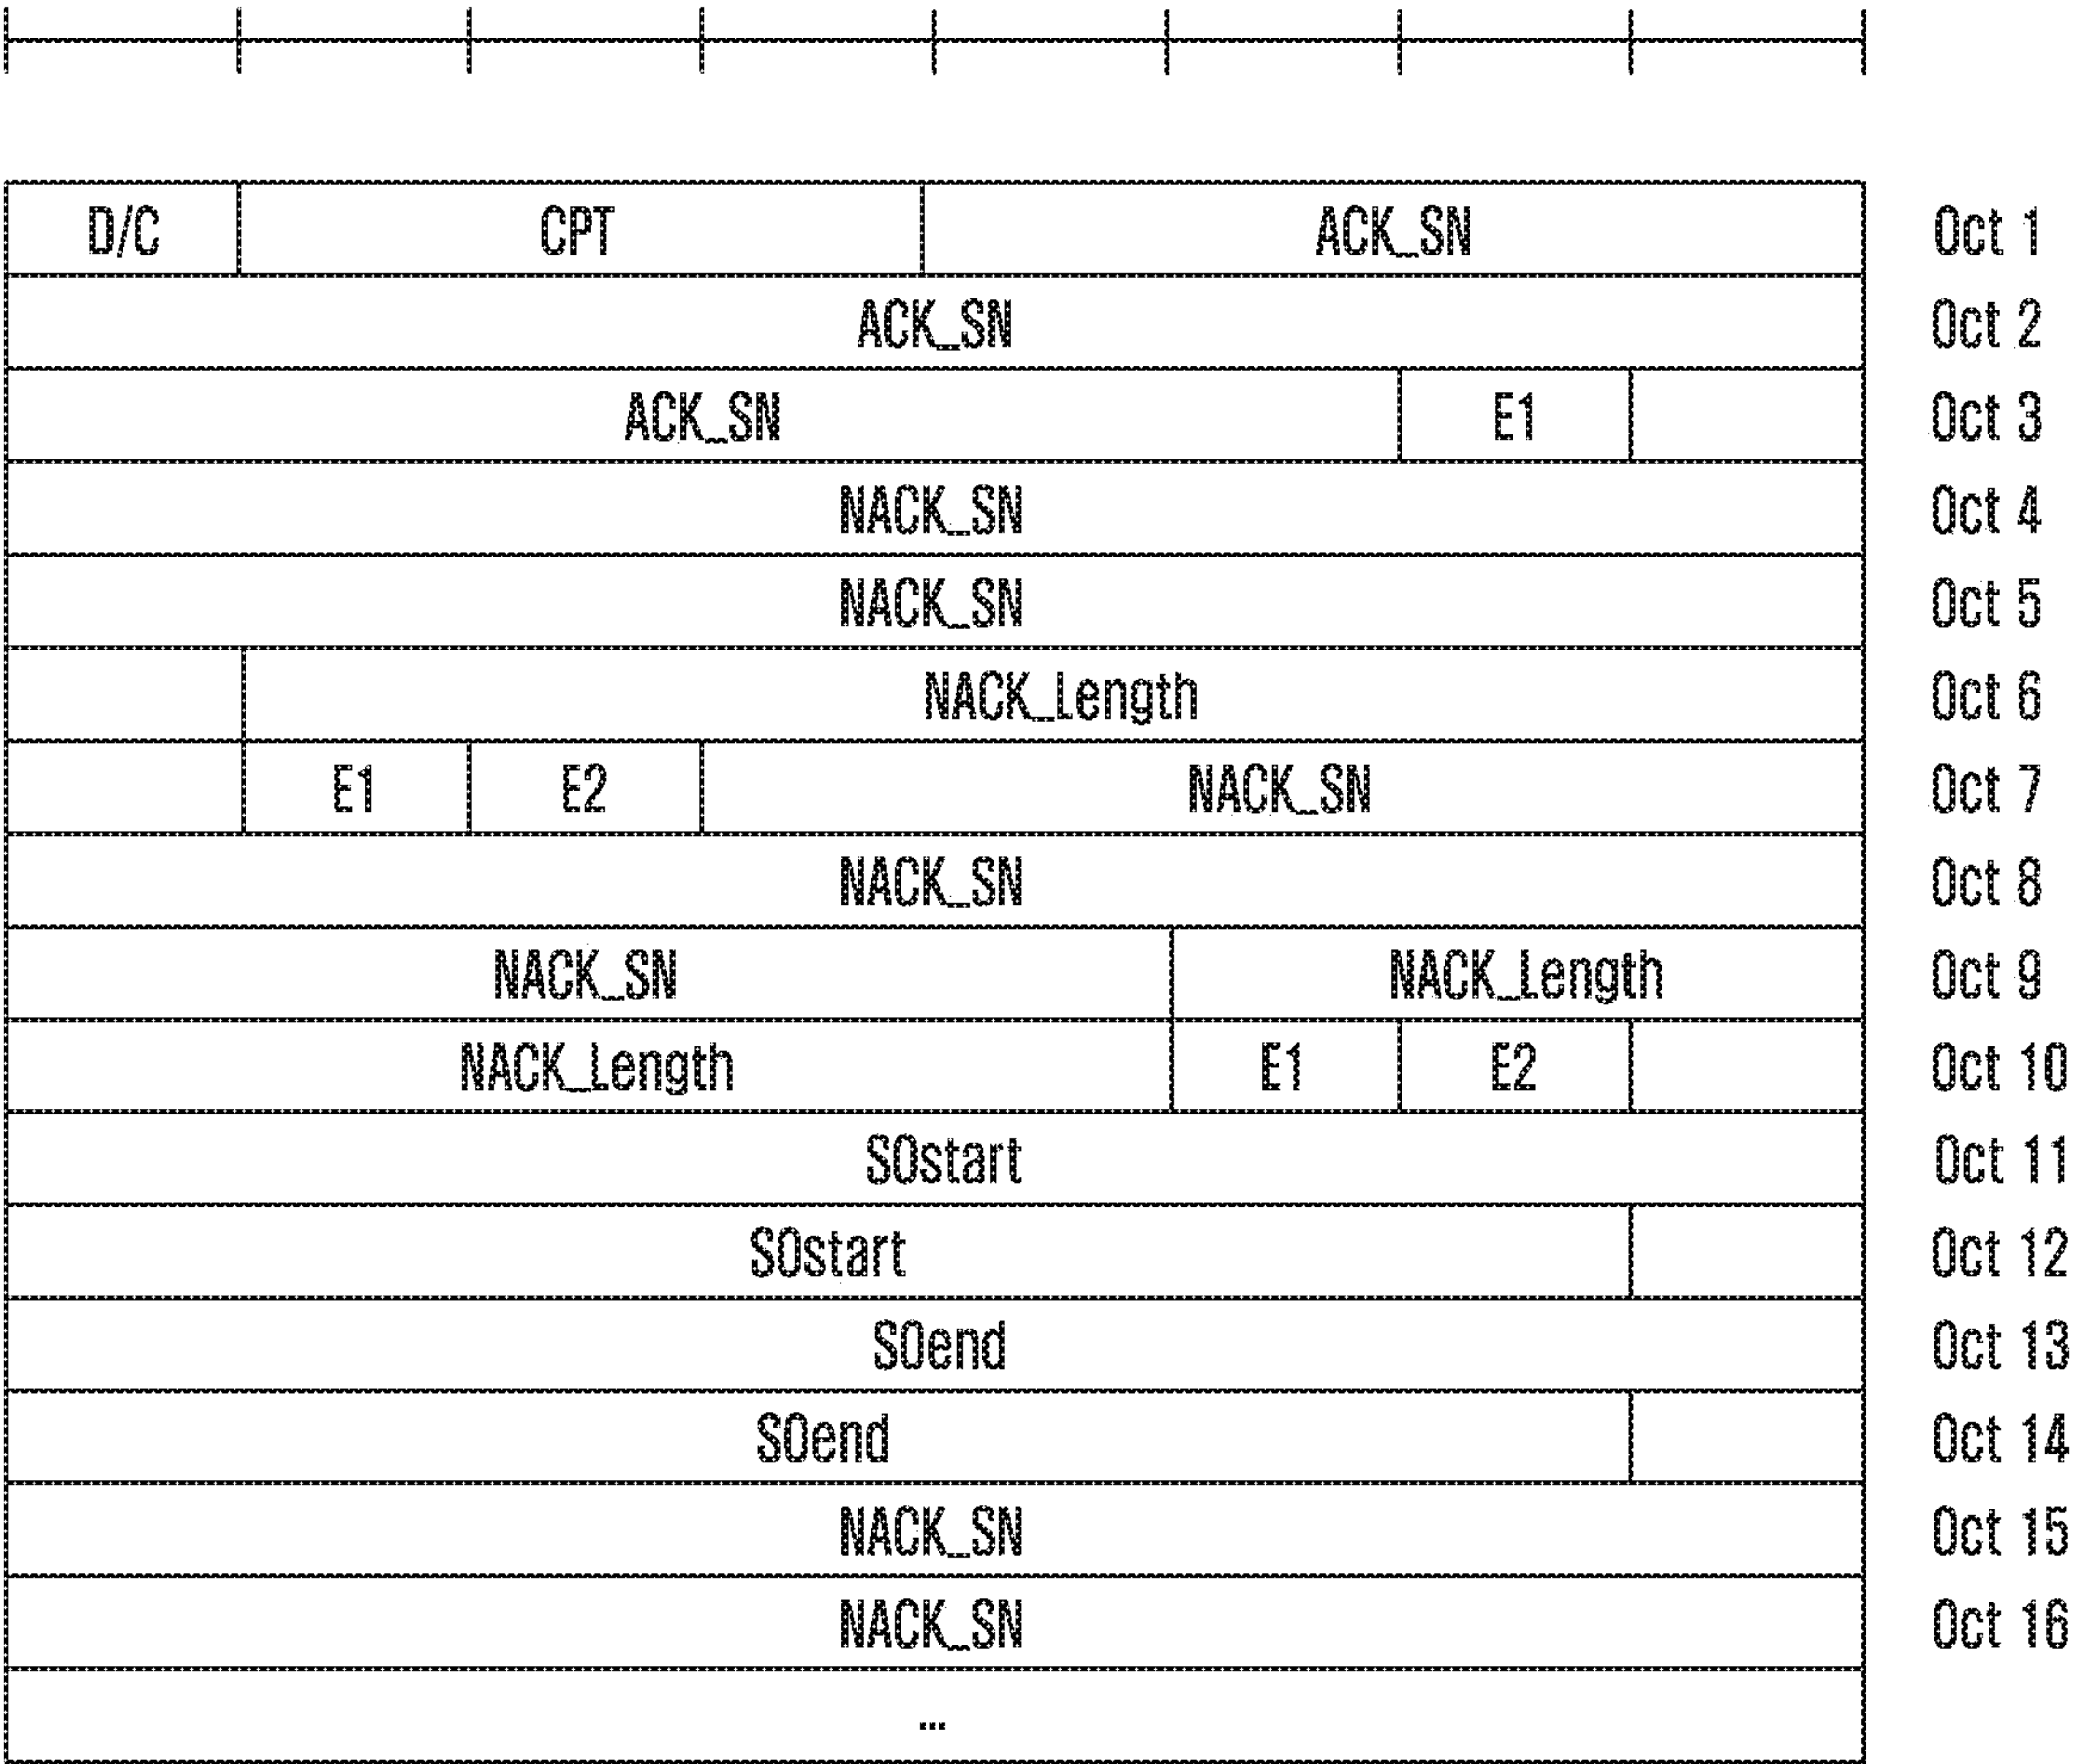 D/C CPT ACK_SN Oct 1
ACK_SN Oct 2
ACK_SN E1 Oct 3
NACK_SN Oct 4
NACK_SN Oct 5
NACK_Length Oct 6
E1 E2 NACK_SN Oct 7
NACK_SN Oct 8
NACK_SN NACK_Length Oct 9
NACK_Length E1 E2 Oct 10
SOstart Oct 11
SOstart Oct 12
SOend Oct 13
SOend Oct 14
NACK_SN Oct 15
NACK_SN Oct 16
...